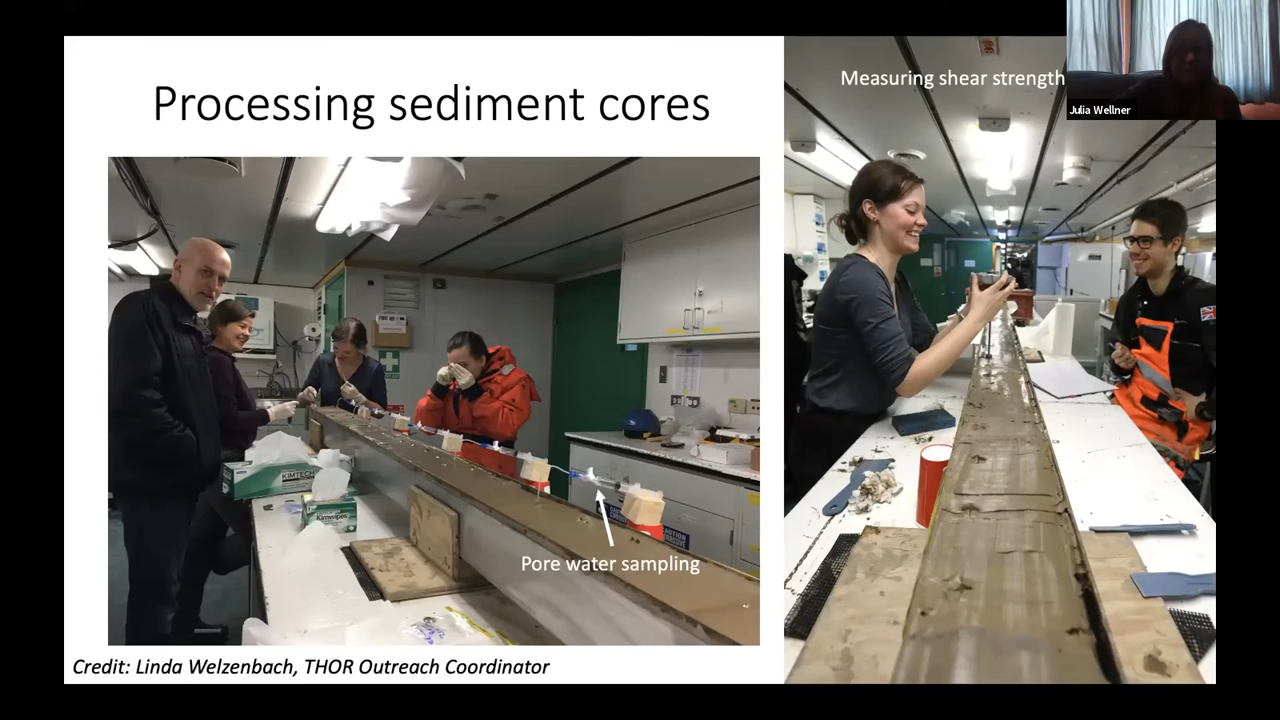 Processing sediment cores
Measuring shear strength
Julia Wellner
KIMTECH
Kimwipes
CAUTION
Pore water sampling
Credit: Linda Welzenbach, THOR Outreach Coordinator